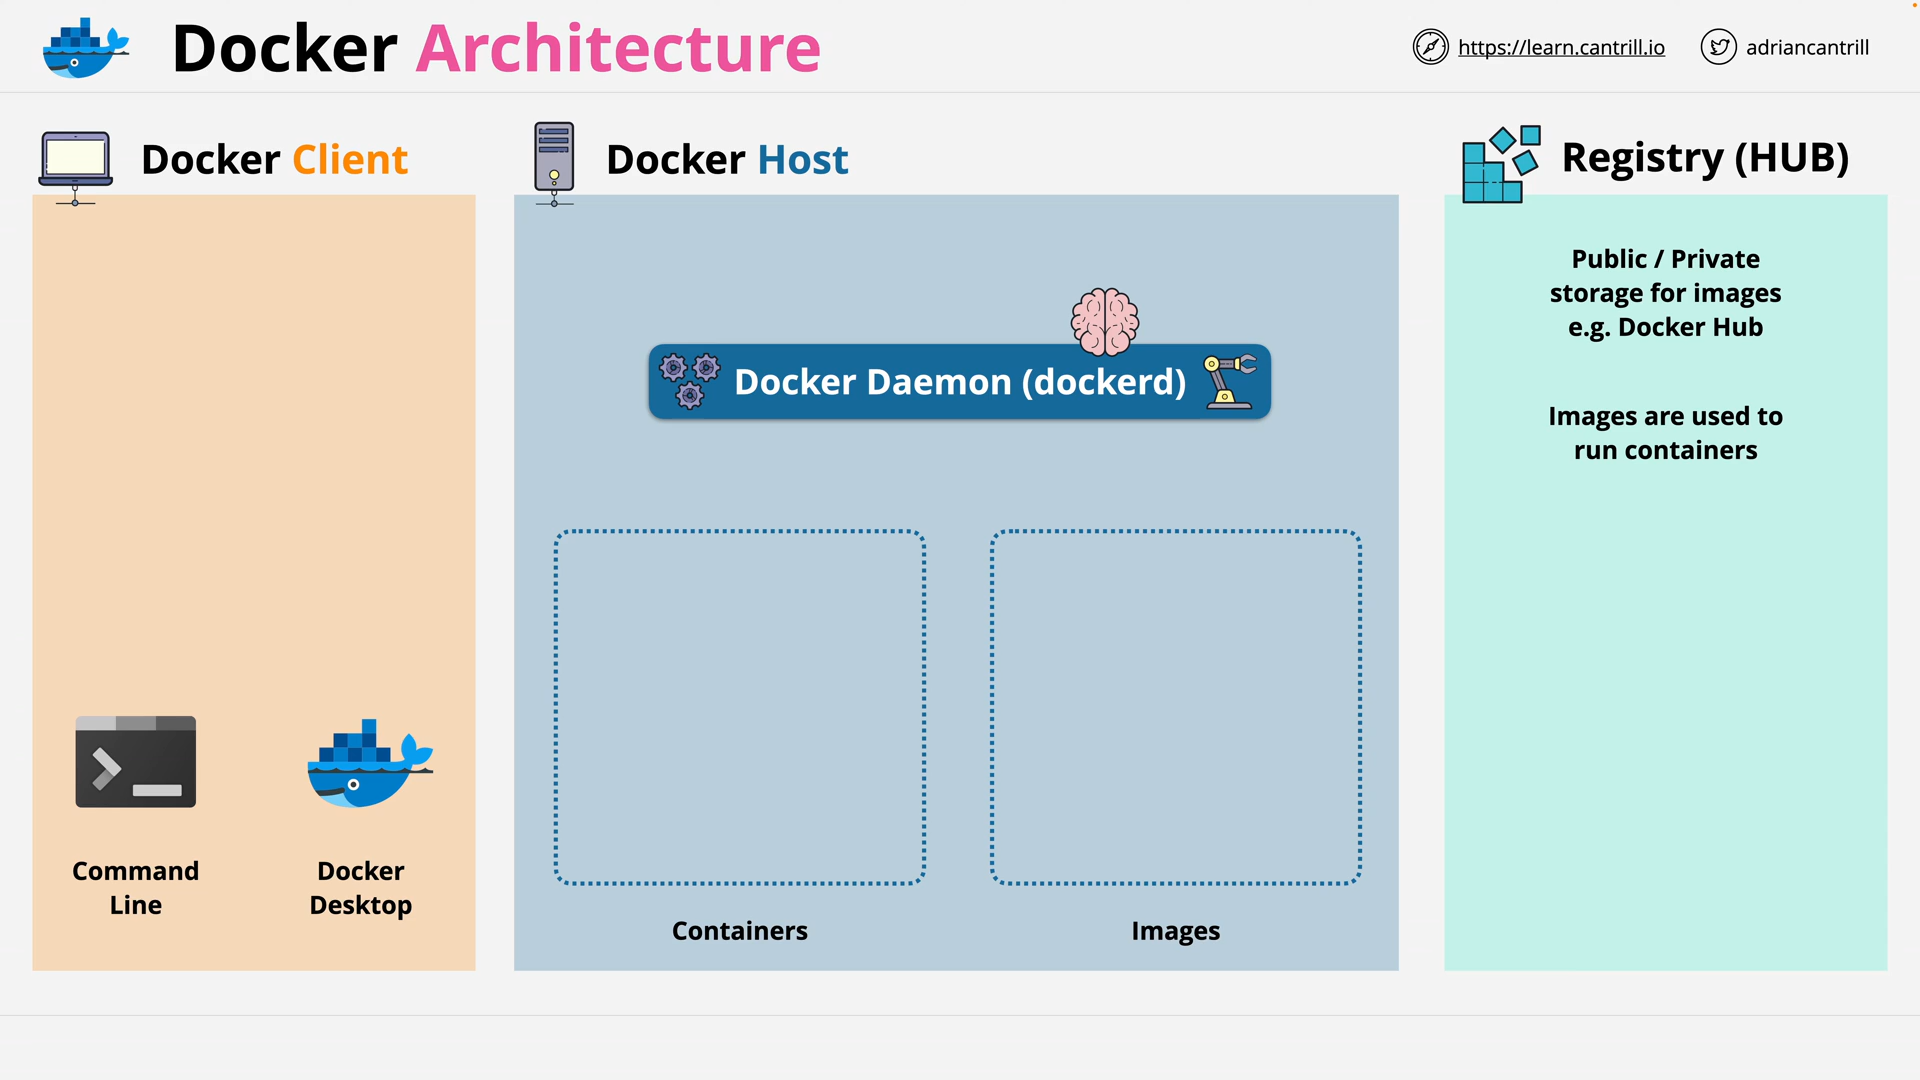 Docker Architecture
https://learn.cantrill.io
adriancantrill
Docker Client
Docker Host
Registry (HUB)
Public / Private
storage for images
e.g. Docker Hub
Images are used to
run containers
Docker Daemon (dockerd)
Command
Line
Docker
Desktop
Containers
Images